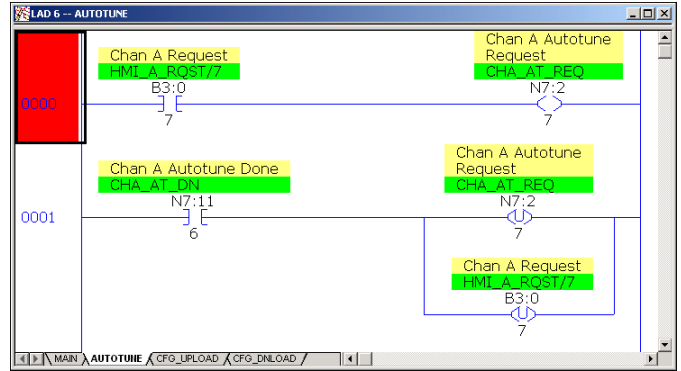 LAD 6 -- AUTOTUNE
Chan A Request
HMI_A_RQST/7
B3:0
7
Chan A Autotune
Request
CHA_AT_REQ
N7:2
7
0000
Chan A Autotune Done
CHA_AT_DN
N7:11
6
Chan A Autotune
Request
CHA_AT_REQ
N7:2
U
7
0001
Chan A Request
HMI_A_RQST/7
B3:0
U
7
MAIN AUTOTUNE CFG_UPLOAD CFG_DNLOAD